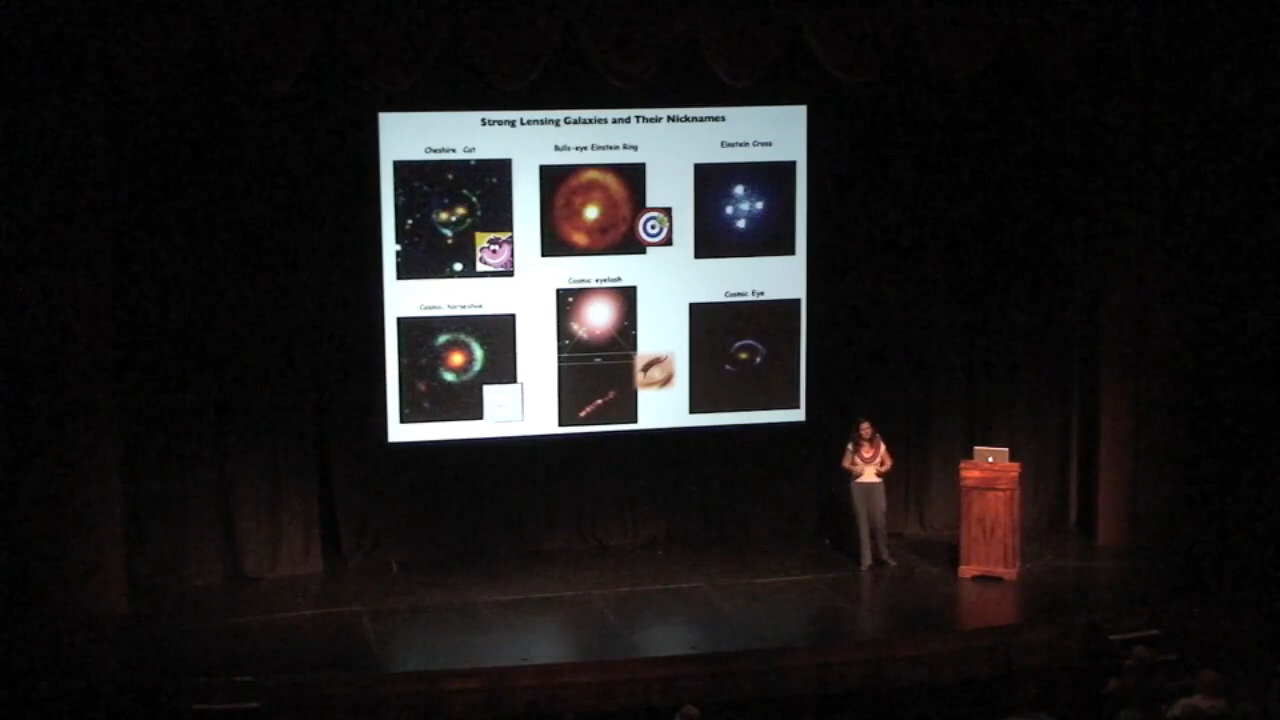 Strong Lensing Galaxies and Their Nicknames
Cheshire Cat
Bulls-eye Einstein Ring
Einstein Cross
Cosmic horseshoe
Cosmic eyelash
Cosmic Eye